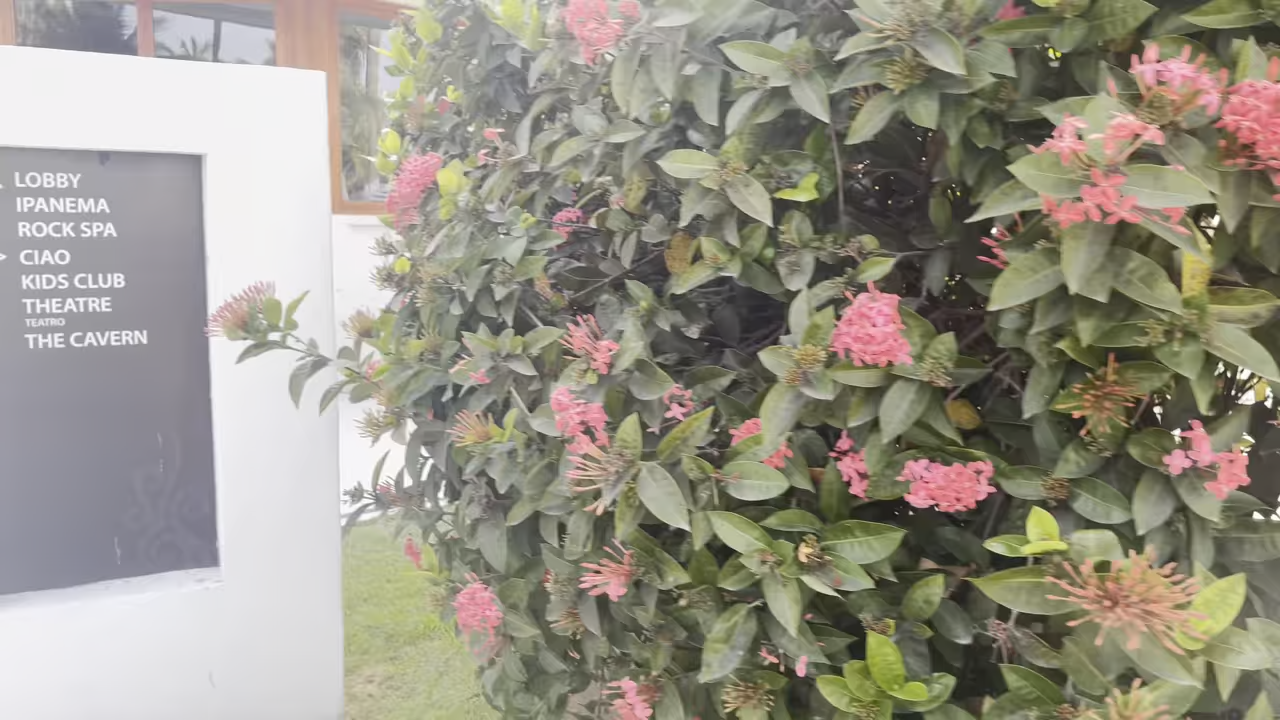 LOBBY
IPANEMA
ROCK SPA
CIAO
KIDS CLUB
THEATRE
TEATRO
THE CAVERN